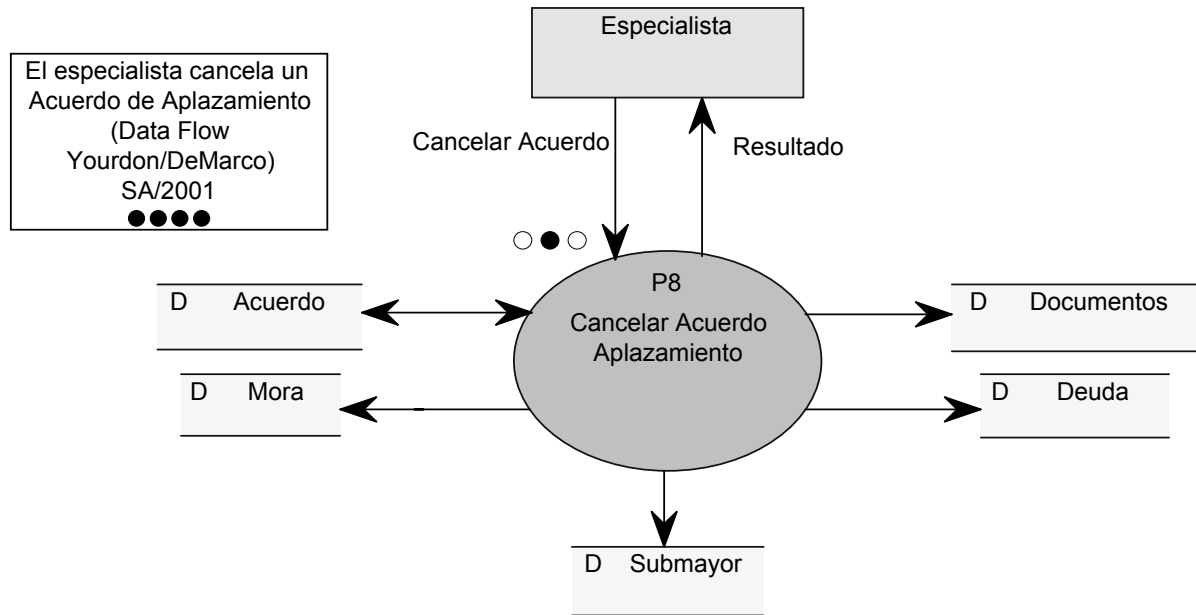 Especialista
El especialista cancela un
Acuerdo de Aplazamiento
(Data Flow
Yourdon/DeMarco)
SA/2001
Cancelar Acuerdo
Resultado
P8
Cancelar Acuerdo
Aplazamiento
D Acuerdo
D Documentos
D Mora
D Deuda
D Submayor